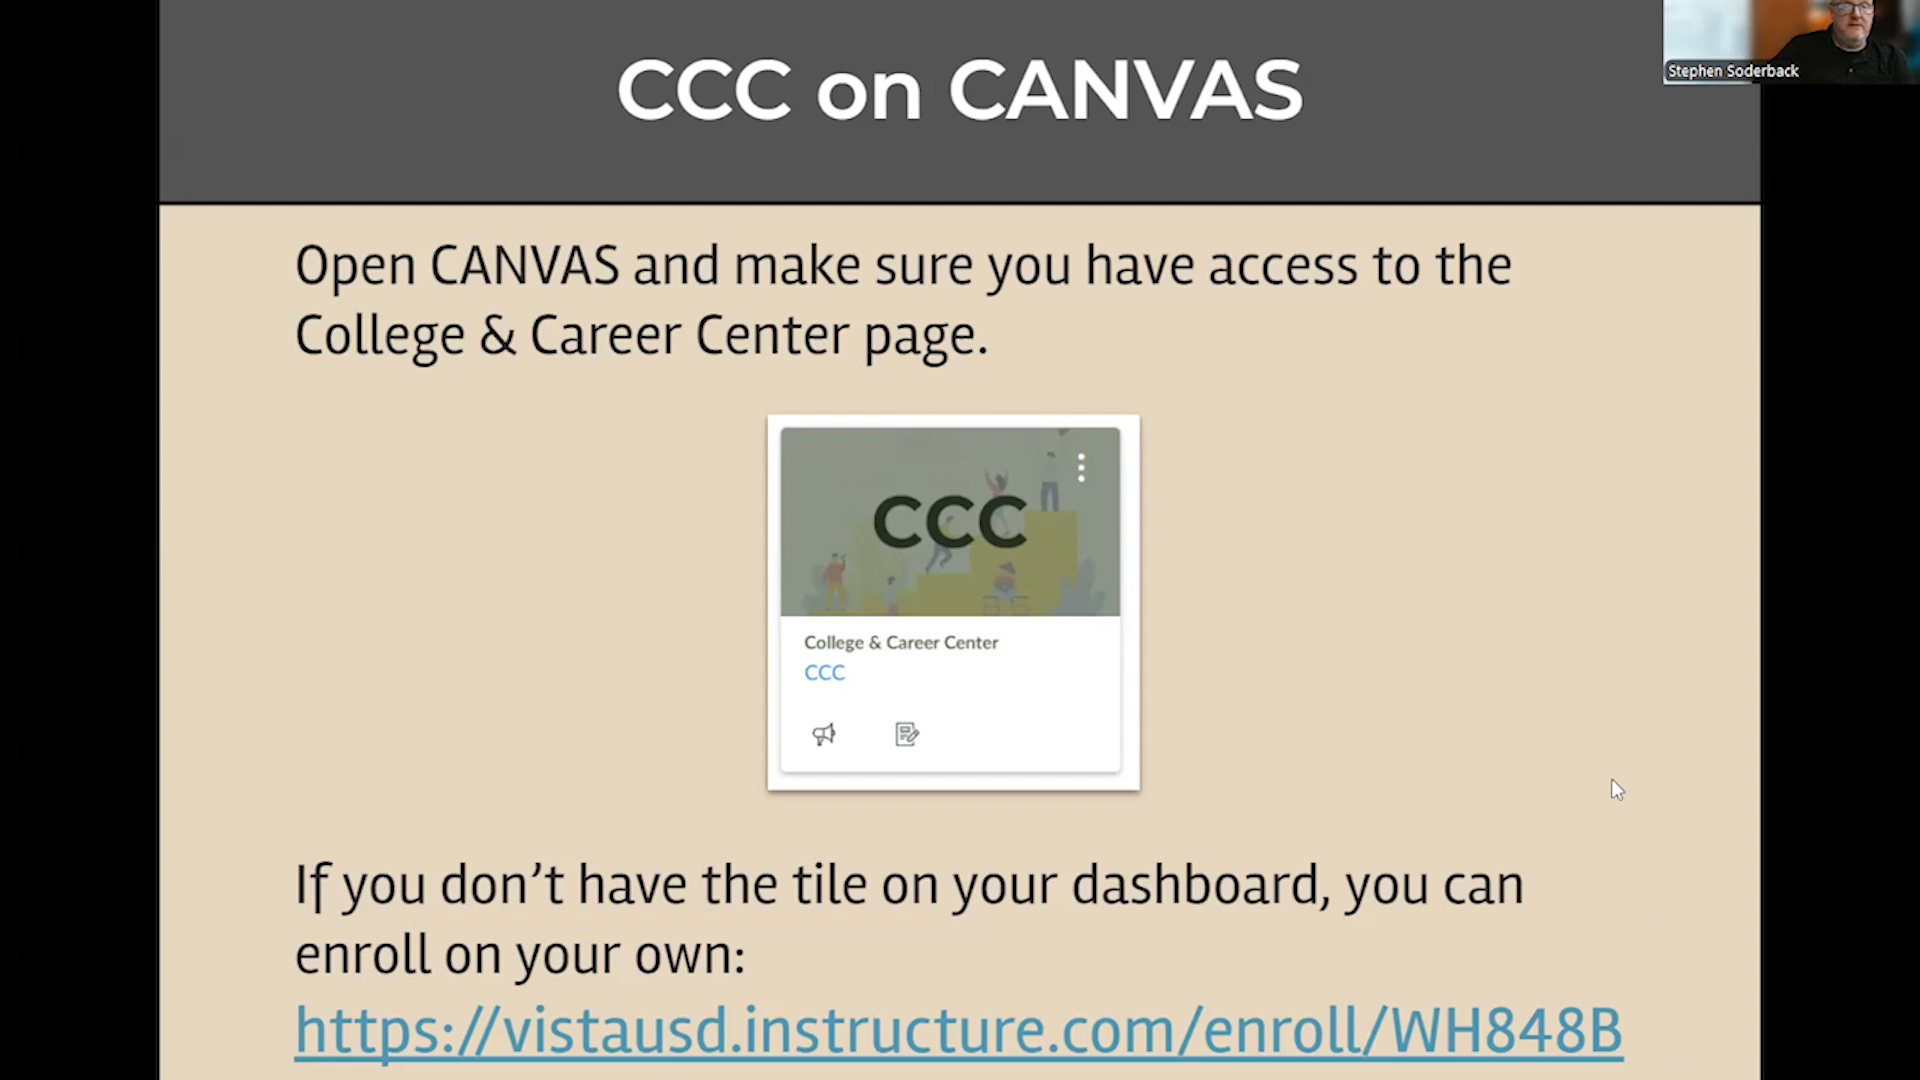 CCC on CANVAS
Stephen Soderback
Open CANVAS and make sure you have access to the
College & Career Center page.
CCC
College & Career Center
CCC
If you don’t have the tile on your dashboard, you can
enroll on your own:
https://vistausd.instructure.com/enroll/WH848B